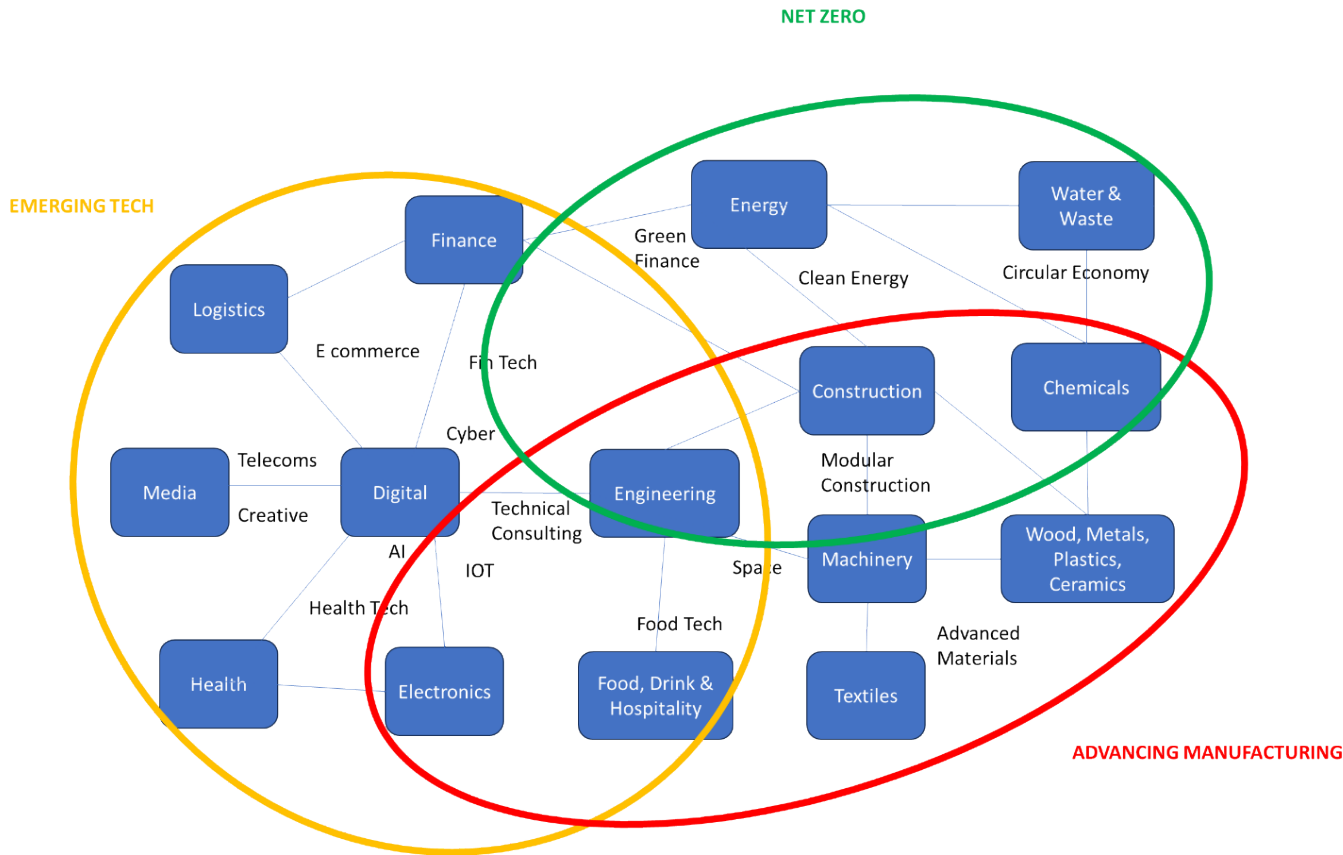 NET ZERO
EMERGING TECH
Energy
Water &
Waste
Finance
Green
Finance
Clean Energy
Circular Economy
Logistics
E commerce
Fin Tech
Construction
Chemicals
Cyber
Telecoms
Media
Creative
Digital
Technical
Consulting
Engineering
Modular
Construction
AI
IOT
Space
Machinery
Wood, Metals,
Plastics,
Ceramics
Health Tech
Food Tech
Advanced
Materials
Health
Electronics
Food, Drink &
Hospitality
Textiles
ADVANCING MANUFACTURING